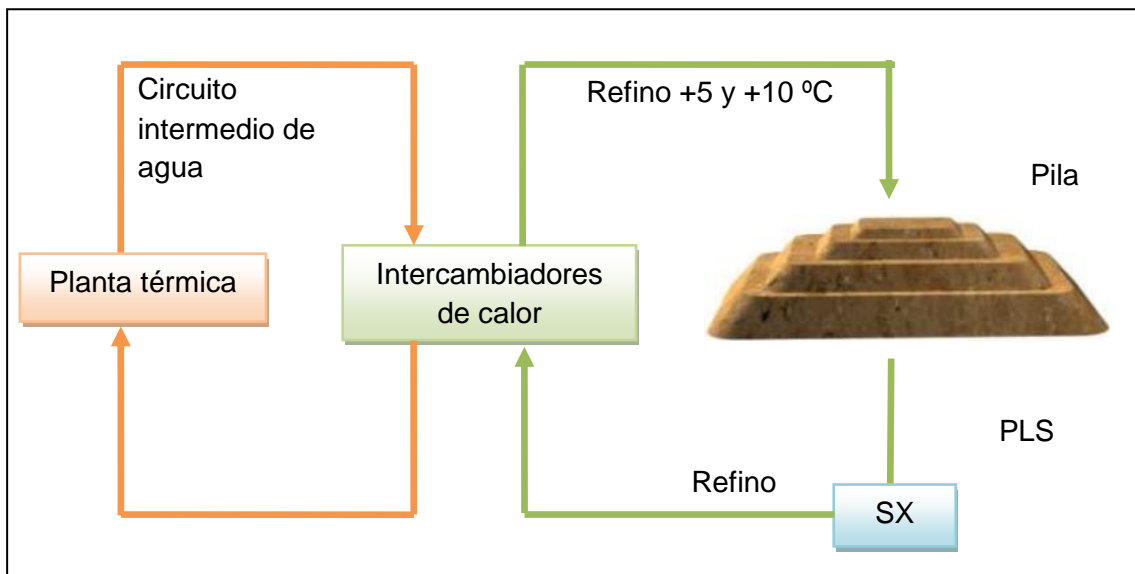 Circuito
intermedio de
agua
Refino +5 y +10 ºC
Pila
Planta térmica
Intercambiadores
de calor
PLS
Refino
SX